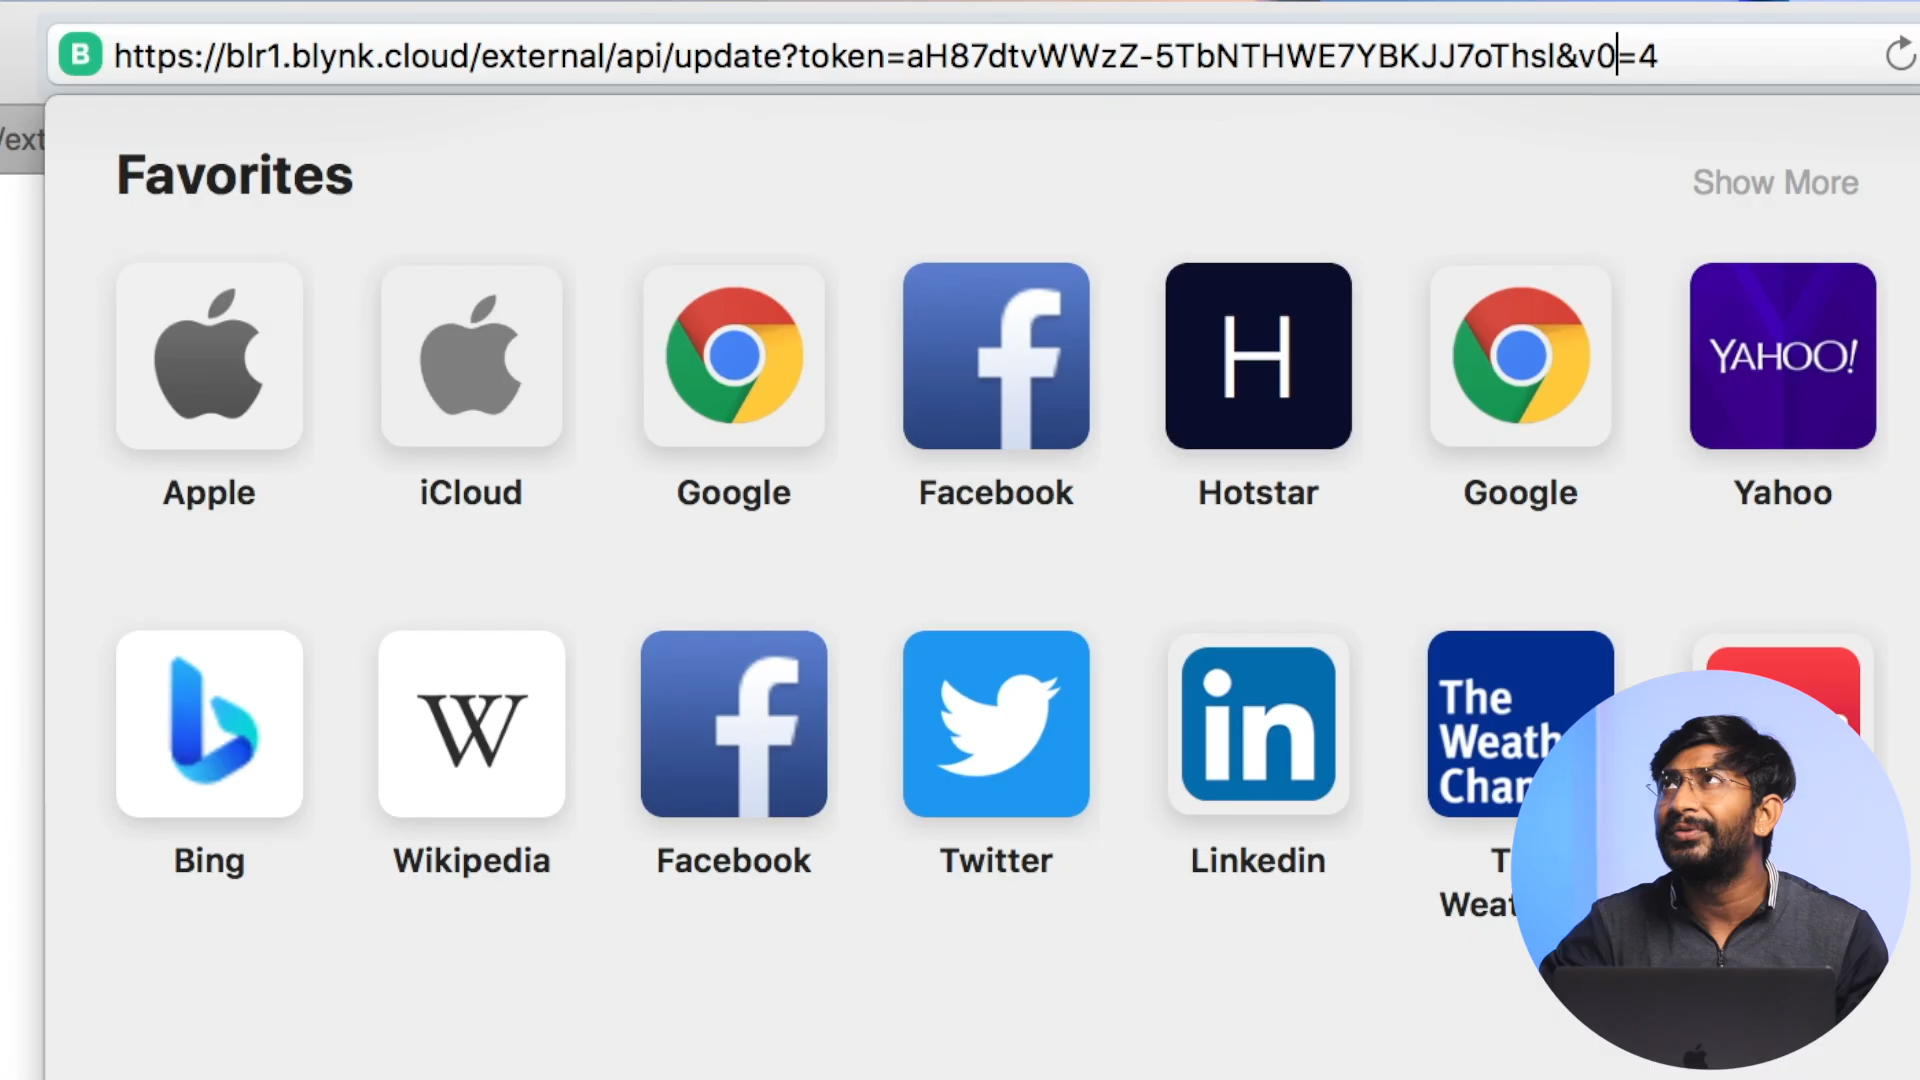 B https://blr1.blynk.cloud/external/api/update?token=aH87dtvWWzZ-5TbNTHWE7YBKJJ7oThsl&v0=4
/ext
Favorites
Show More
H
YAHOO!
Apple
iCloud
Google
Facebook
Hotstar
Google
Yahoo
W
in
The
Weath
Chan
Bing
Wikipedia
Facebook
Twitter
Linkedin
T
Weat